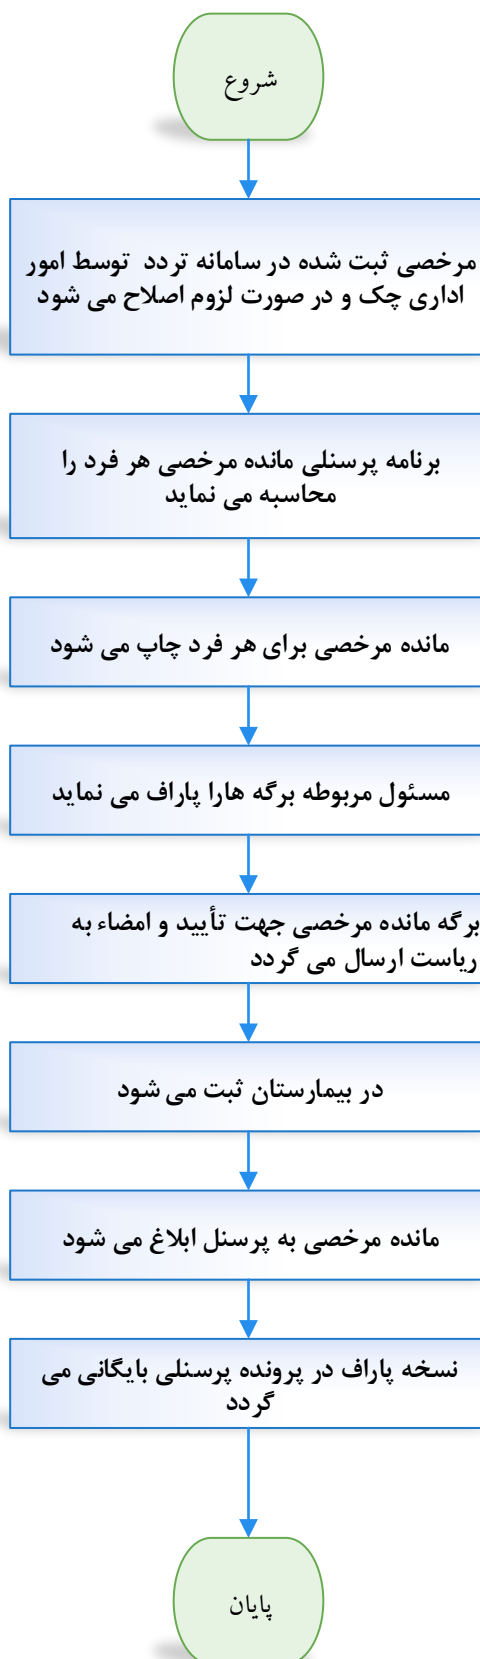 شروع
مرخصی ثبت شده در سامانه تردد توسط امور
اداری چک و در صورت لزوم اصلاح می شود
برنامه پرسنلی مانده مرخصی هر فرد را
محاسبه می نماید
مانده مرخصی برای هر فرد چاپ می شود
مسئول مربوطه برگه هارا پاراف می نماید
برگه مانده مرخصی جهت تأیید و امضاء به
ریاست ارسال می گردد
در بیمارستان ثبت می شود
مانده مرخصی به پرسنل ابلاغ می شود
نسخه پاراف در پرونده پرسنلی بایگانی می
گردد
پایان